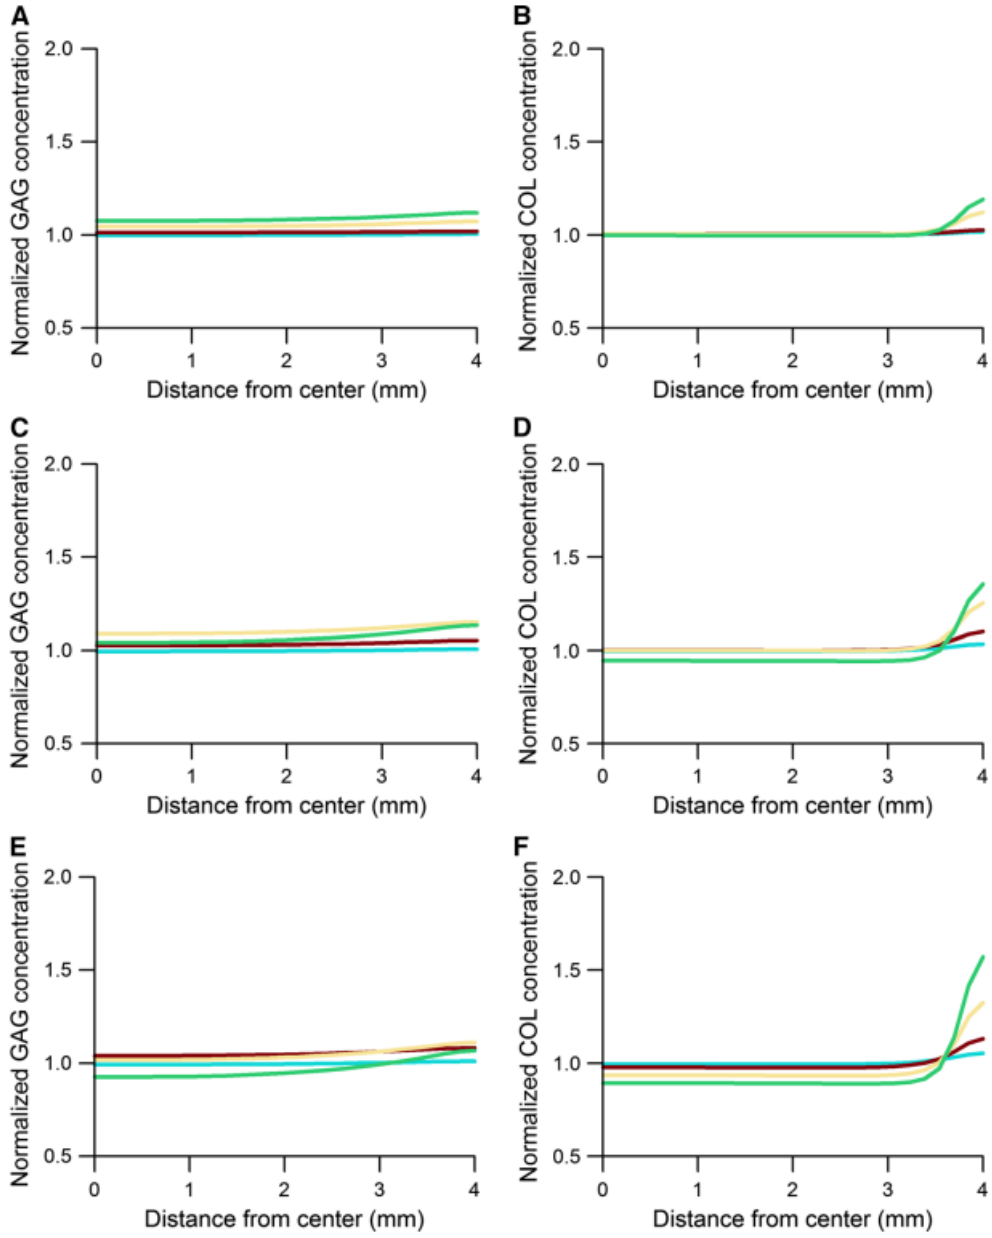 A
Normalized GAG concentration
2.0
1.5
1.0
0.5
0 1 2 3 4
Distance from center (mm)
B
Normalized COL concentration
2.0
1.5
1.0
0.5
0 1 2 3 4
Distance from center (mm)
C
Normalized GAG concentration
2.0
1.5
1.0
0.5
0 1 2 3 4
Distance from center (mm)
D
Normalized COL concentration
2.0
1.5
1.0
0.5
0 1 2 3 4
Distance from center (mm)
E
Normalized GAG concentration
2.0
1.5
1.0
0.5
0 1 2 3 4
Distance from center (mm)
F
Normalized COL concentration
2.0
1.5
1.0
0.5
0 1 2 3 4
Distance from center (mm)